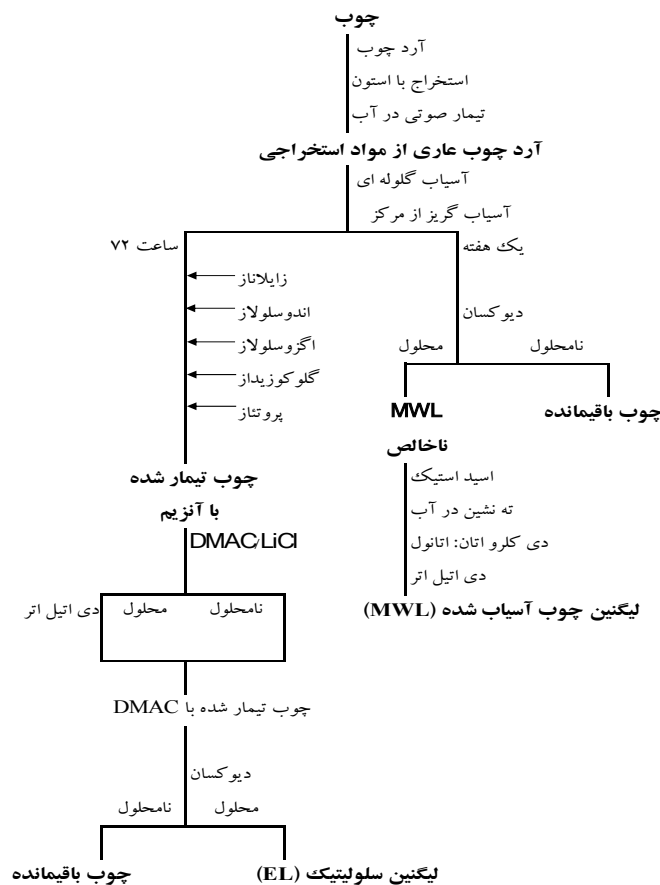 چوب
آرد چوب
استخراج با استون
تیمار صوتی در آب
آرد چوب عاری از مواد استخراجی
آسیاب گلوله ای
آسیاب گریز از مرکز
یک هفته
۷۲ ساعت
زایلاناز
اندوسلولاز
اگزوسلولاز
گلوکوزیداز
پروتئاز
دیوکسان
نامحلول
محلول
چوب باقیمانده
MWL
ناخالص
اسید استیک
ته نشین در آب
دی کلرو اتان: اتانول
دی اتیل اتر
لیگنین چوب آسیاب شده (MWL)
چوب تیمار شده
با آنزیم
DMAC/LiCl
نامحلول
محلول
دی اتیل اتر
چوب تیمار شده با DMAC
دیوکسان
محلول
نامحلول
لیگنین سلولیتیک (EL)
چوب باقیمانده